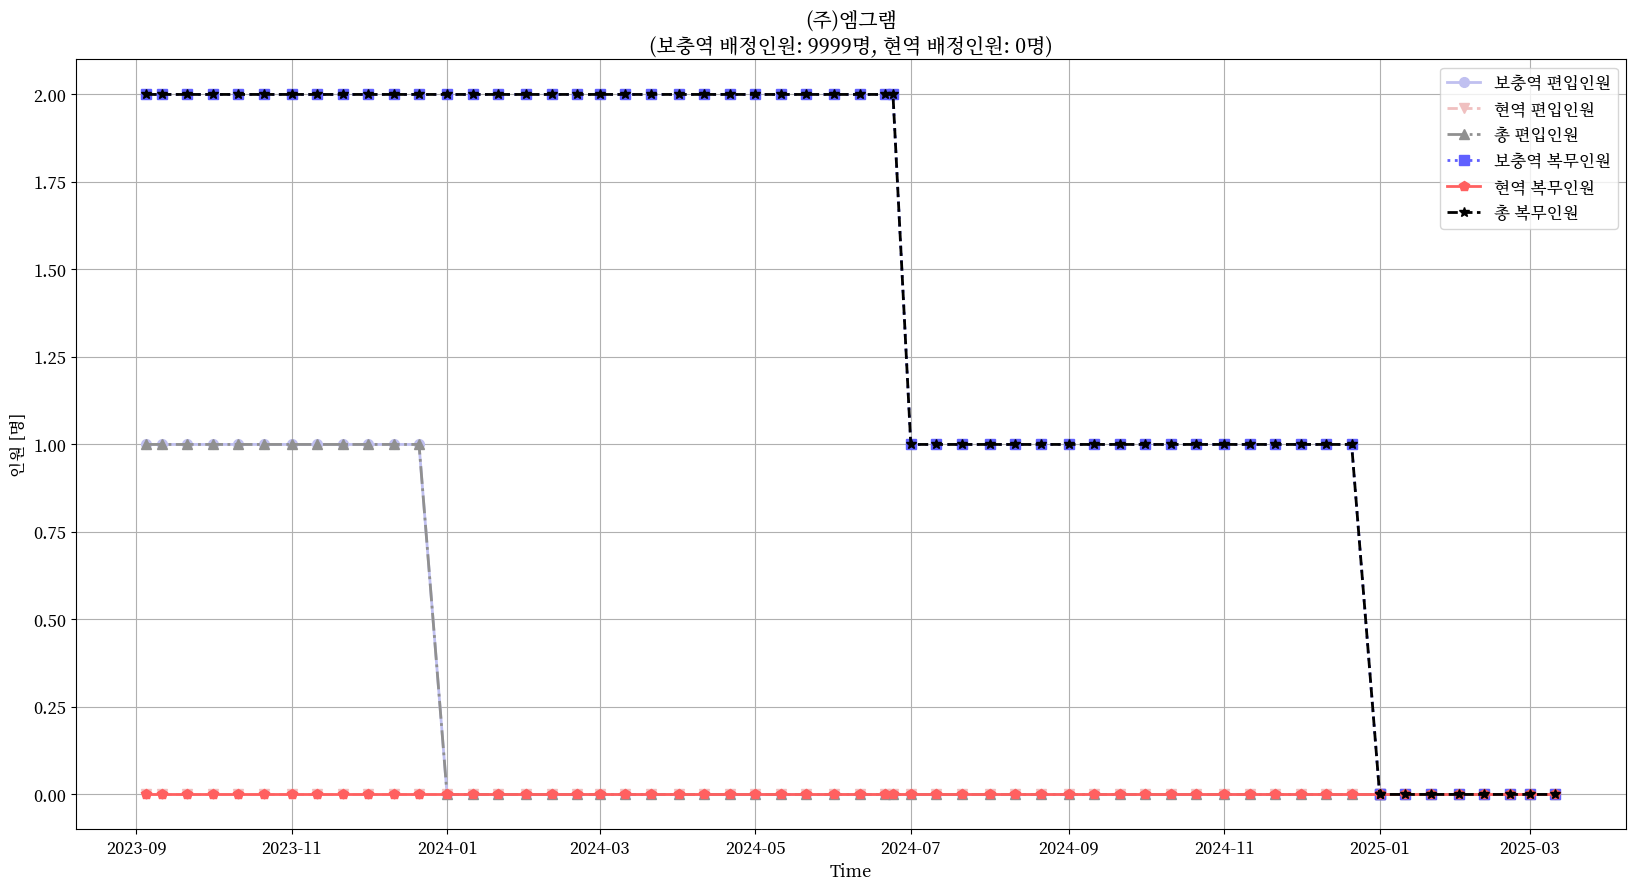 (주)엠그램
(보충역 배정인원: 9999명, 현역 배정인원: 0명)
보충역 편입인원
현역 편입인원
총 편입인원
보충역 복무인원
현역 복무인원
총 복무인원
인원 [명]
2.00
1.75
1.50
1.25
1.00
0.75
0.50
0.25
0.00
2023-09 2023-11 2024-01 2024-03 2024-05 2024-07 2024-09 2024-11 2025-01 2025-03
Time